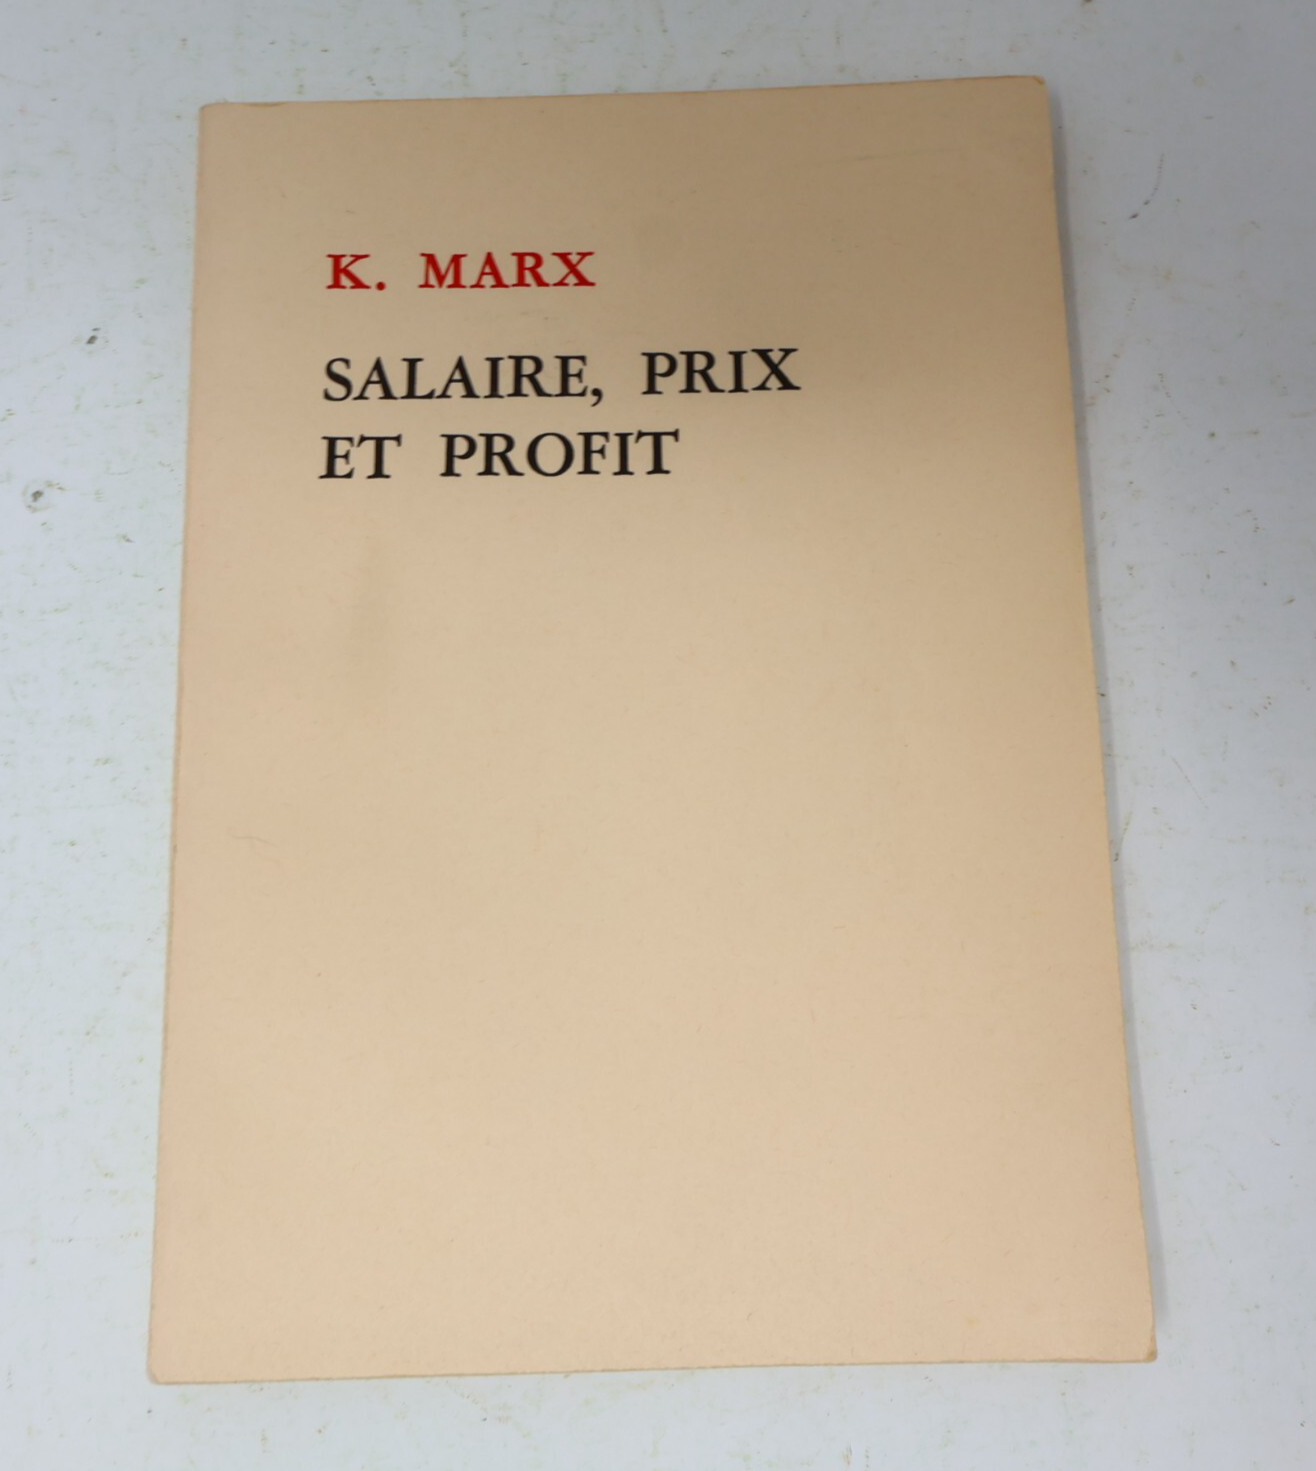 K. MARX
SALAIRE, PRIX
ET PROFIT